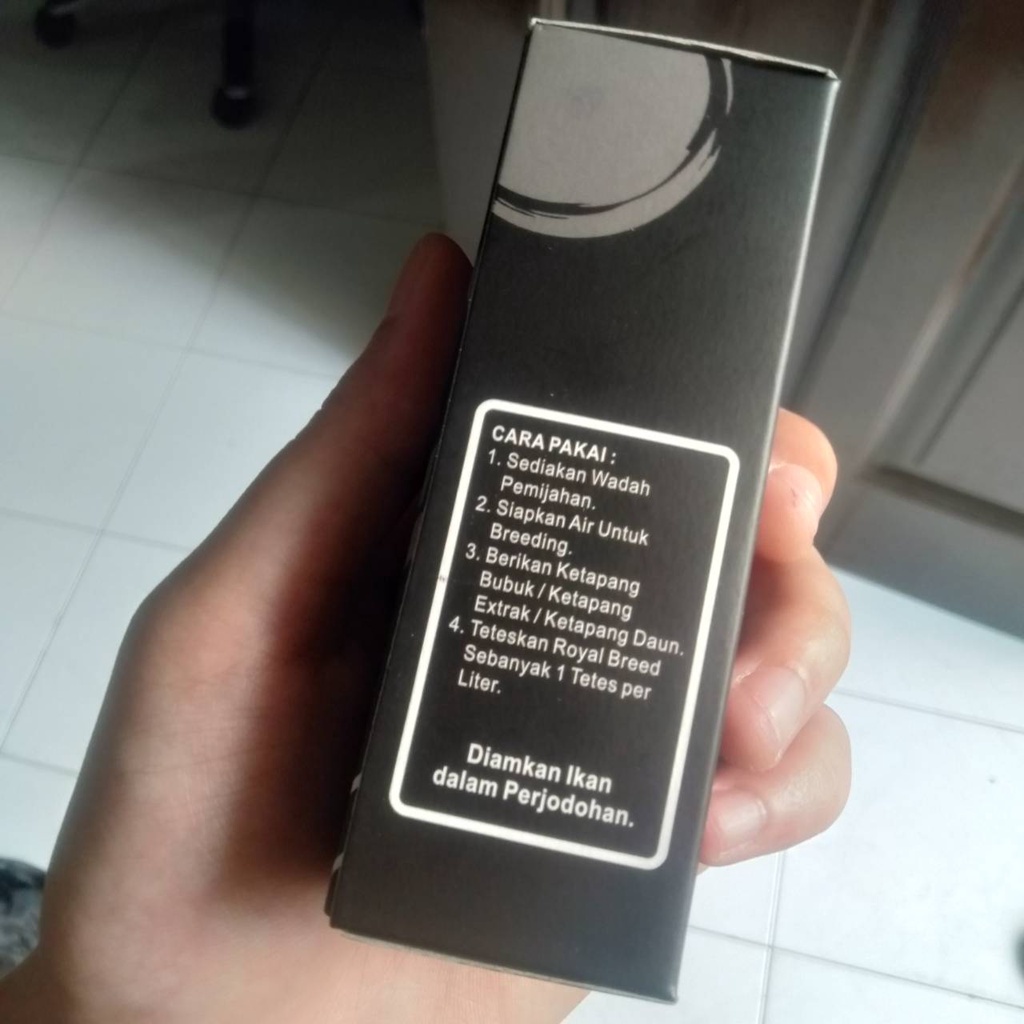 CARA PAKAI :
1. Sediakan Wadah
Pemijahan.
2. Siapkan Air Untuk
Breeding.
3. Berikan Ketapang
Bubuk / Ketapang
Extrak / Ketapang Daun.
4. Teteskan Royal Breed
Sebanyak 1 Tetes per
Liter.
Diamkan Ikan
dalam Perjodohan.